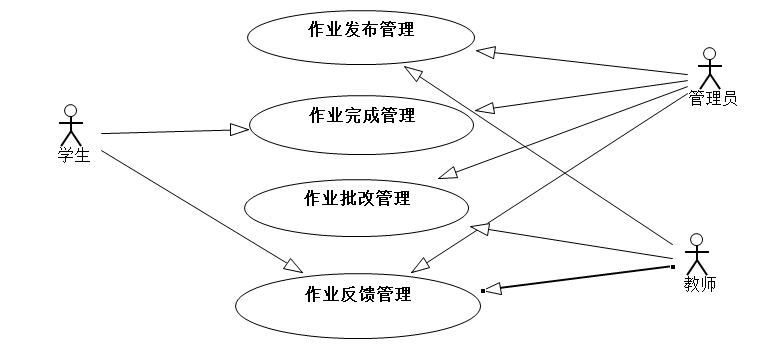 作业发布管理
管理员
作业完成管理
学生
作业批改管理
教师
作业反馈管理